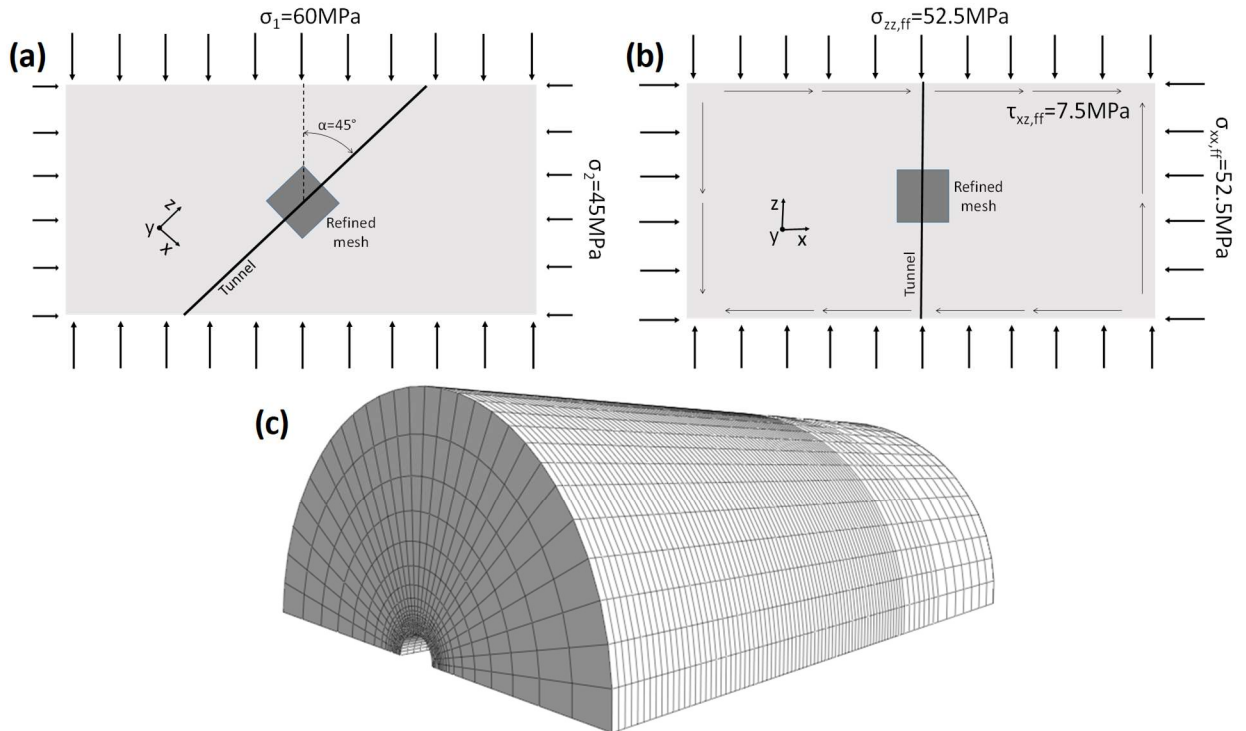 (a)
σ1=60MPa
α=45°
σ2=45MPa
z
y
x
Refined
mesh
Tunnel
(b)
σzz,ff=52.5MPa
τxz,ff=7.5MPa
σxx,ff=52.5MPa
z
y
x
Refined
mesh
Tunnel
(c)